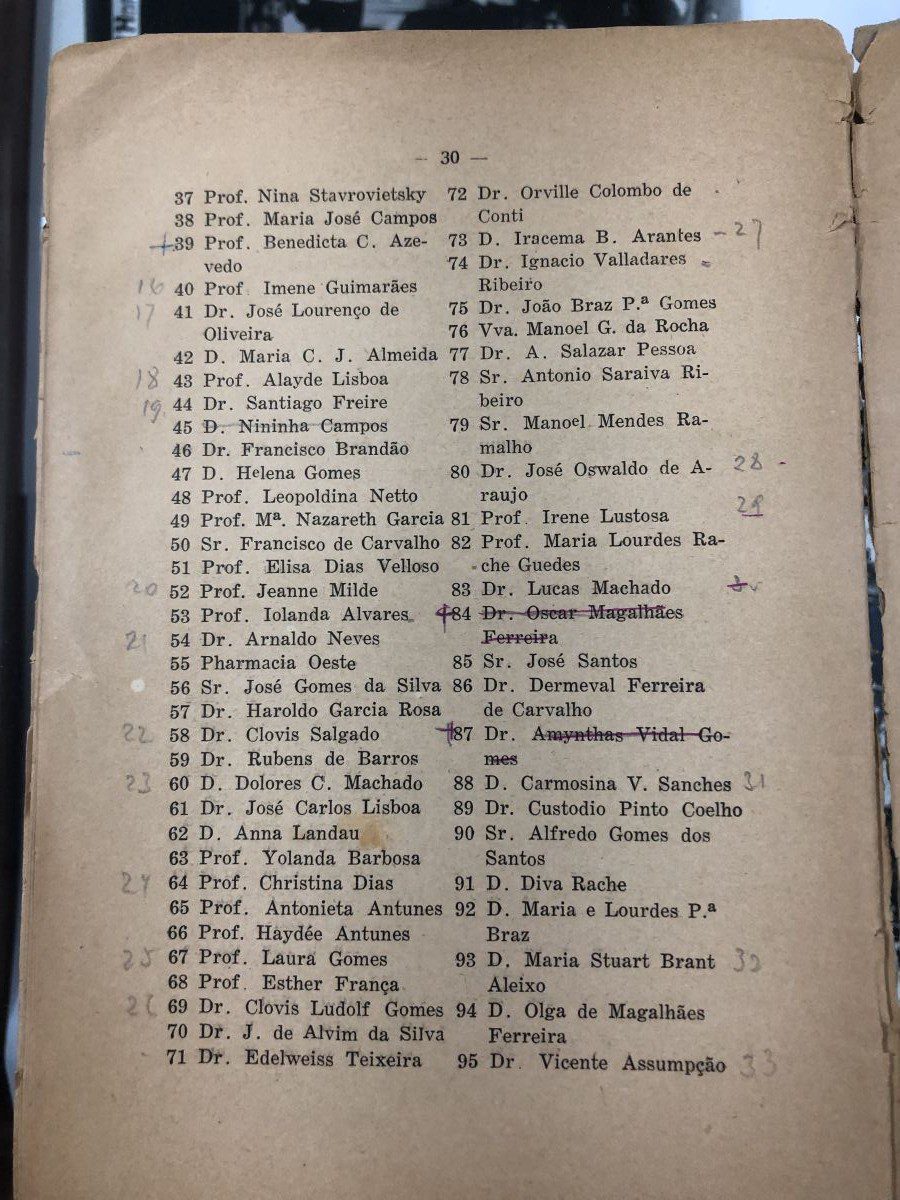 — 30 —
37 Prof. Nina Stavrovietsky
38 Prof. Maria José Campos
39 Prof. Benedicta C. Aze-
vedo
16 40 Prof. Imene Guimarães
17 41 Dr. José Lourenço de
Oliveira
42 D. Maria C. J. Almeida
18 43 Prof. Alayde Lisboa
19 44 Dr. Santiago Freire
45 D. Nininha Campos
46 Dr. Francisco Brandão
47 D. Helena Gomes
48 Prof. Leopoldina Netto
49 Prof. Mª. Nazareth Garcia
50 Sr. Francisco de Carvalho
51 Prof. Elisa Dias Velloso
20 52 Prof. Jeanne Milde
53 Prof. Iolanda Alvares
21 54 Dr. Arnaldo Neves
55 Pharmacia Oeste
56 Sr. José Gomes da Silva
57 Dr. Haroldo Garcia Rosa
22 58 Dr. Clovis Salgado
59 Dr. Rubens de Barros
23 60 D. Dolores C. Machado
61 Dr. José Carlos Lisboa
62 D. Anna Landau
63 Prof. Yolanda Barbosa
24 64 Prof. Christina Dias
65 Prof. Antonieta Antunes
66 Prof. Haydée Antunes
25 67 Prof. Laura Gomes
68 Prof. Esther França
26 69 Dr. Clovis Ludolf Gomes
70 Dr. J. de Alvim da Silva
71 Dr. Edelweiss Teixeira
72 Dr. Orville Colombo de
Conti
73 D. Iracema B. Arantes - 27
74 Dr. Ignacio Valladares
Ribeiro
75 Dr. João Braz P.ª Gomes
76 Vva. Manoel G. da Rocha
77 Dr. A. Salazar Pessoa
78 Sr. Antonio Saraiva Ri-
beiro
79 Sr. Manoel Mendes Ra-
malho
80 Dr. José Oswaldo de A- 28
raujo
81 Prof. Irene Lustosa 29
82 Prof. Maria Lourdes Ra-
che Guedes
83 Dr. Lucas Machado
84 Dr. Oscar Magalhães
Ferreira
85 Sr. José Santos
86 Dr. Dermeval Ferreira
de Carvalho
87 Dr. Amynthas Vidal Go-
mes
88 D. Carmosina V. Sanches 31
89 Dr. Custodio Pinto Coelho
90 Sr. Alfredo Gomes dos
Santos
91 D. Diva Rache
92 D. Maria e Lourdes P.ª
Braz
93 D. Maria Stuart Brant 32
Aleixo
94 D. Olga de Magalhães
Ferreira
95 Dr. Vicente Assumpção 33